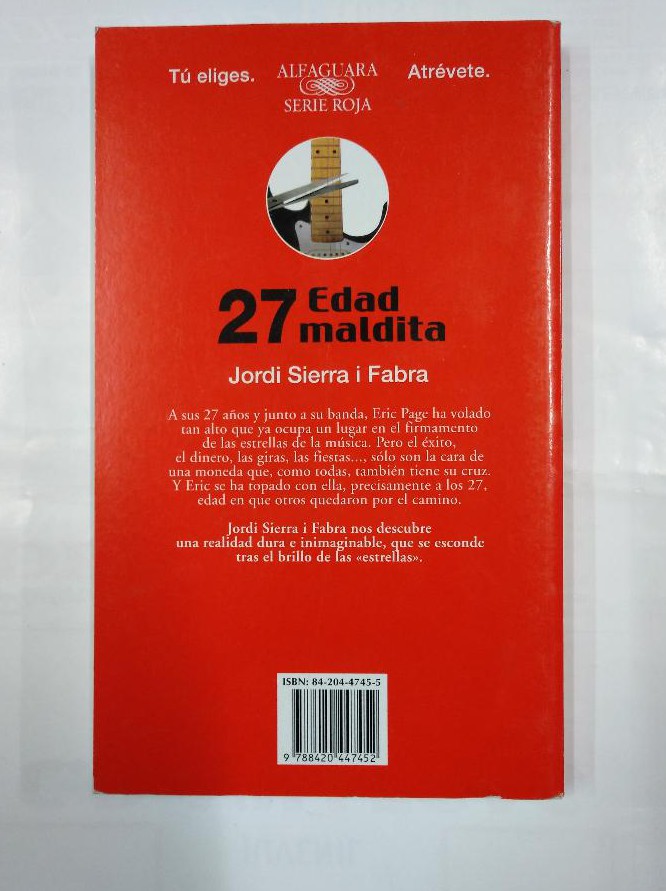 Tú eliges. ALFAGUARA Atrévete.
SERIE ROJA
27 Edad maldita
Jordi Sierra i Fabra
A sus 27 años y junto a su banda, Eric Page ha volado
tan alto que ya ocupa un lugar en el firmamento
de las estrellas de la música. Pero el éxito,
el dinero, las giras, las fiestas..., sólo son la cara de
una moneda que, como todas, también tiene su cruz.
Y Eric se ha topado con ella, precisamente a los 27,
edad en que otros quedaron por el camino.
Jordi Sierra i Fabra nos descubre
una realidad dura e inimaginable, que se esconde
tras el brillo de las «estrellas».
ISBN: 84-204-4745-5
9 788420 447452